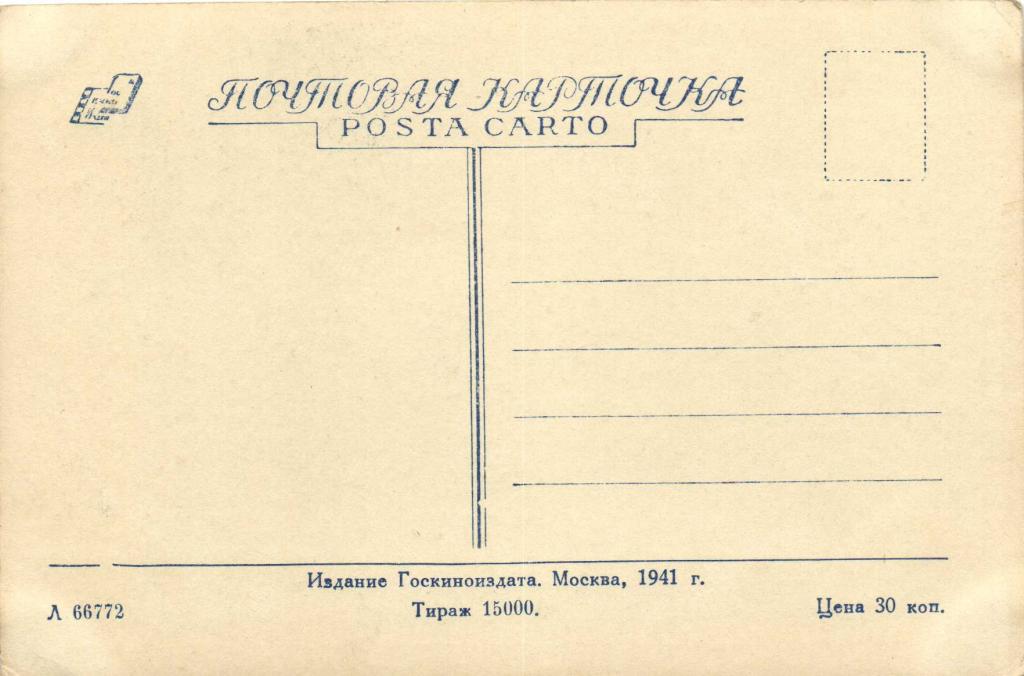 ПОЧТОВАЯ КАРТОЧКА
POSTA CARTO
Издание Госкиноиздата. Москва, 1941 г.
Л 66772
Тираж 15000.
Цена 30 коп.